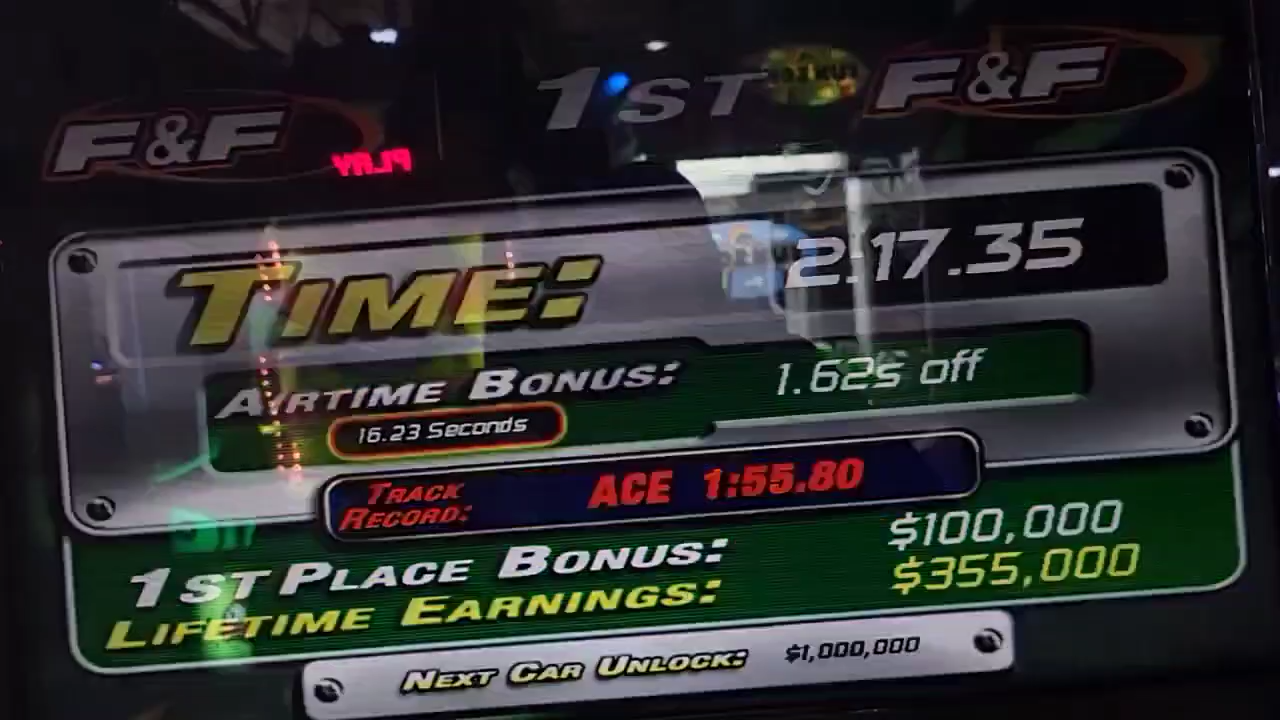 F&F
1ST
F&F
PLAY
TIME: 2:17.35
AIRTIME BONUS: 1.62s off
16.23 Seconds
TRACK RECORD: ACE 1:55.80
1ST PLACE BONUS: $100,000
LIFETIME EARNINGS: $355,000
NEXT CAR UNLOCK: $1,000,000